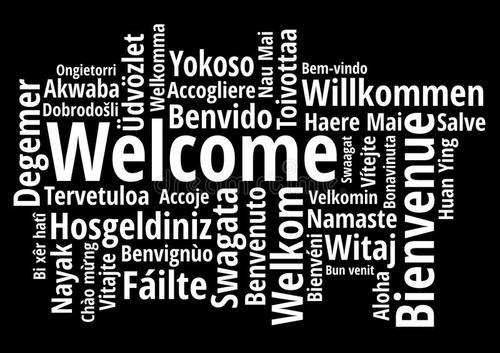 Ongietorri
Akwaba
Dobrodošli
Degemer
Üdvözlet
Welkomma
Yokoso
Accogliere
Benvido
Nau Mai
Toivottaa
Bem-vindo
Willkommen
Haere Mai
Salve
Welcome
Swaagat
Vítejte
Bonavinuta
Bienvenue
Huan Ying
Tervetuloa
Accoje
Hosgeldiniz
Benvignùo
Fáilte
Bi xêr hatî
Nayak
Chào mừng
Vitajte
Swagata
Benvenuto
Welkom
Velkomin
Namaste
Bienvéni
Witaj
Bun venit
Aloha